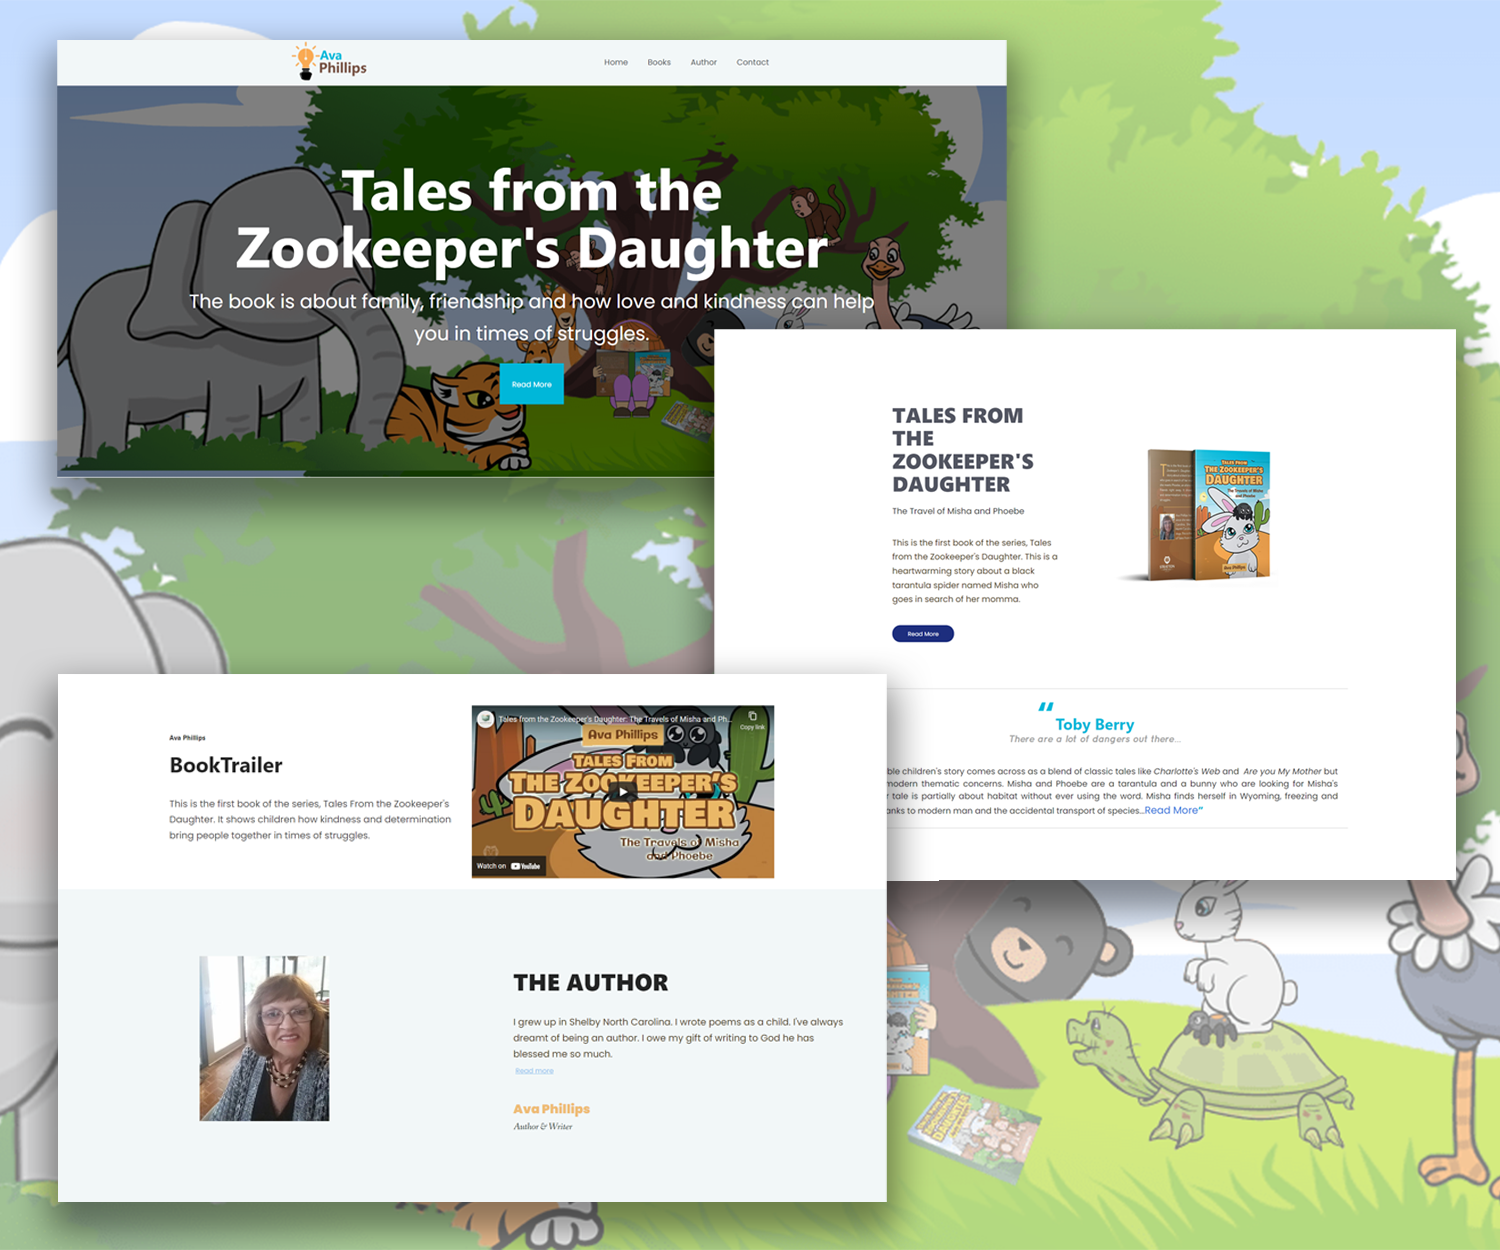 Ava
Phillips
Home
Books
Author
Contact
Tales from the
Zookeeper's Daughter
The book is about family, friendship and how love and kindness can help
you in times of struggles.
Read More
TALES FROM
THE
ZOOKEEPER'S
DAUGHTER
The Travel of Misha and Phoebe
This is the first book of the series, Tales
from the Zookeeper's Daughter. This is a
heartwarming story about a black
tarantula spider named Misha who
goes in search of her momma.
Read More
TALES FROM
THE ZOOKEEPER'S
DAUGHTER
The Travels of Misha
and Phoebe
Ava Phillips
“
Toby Berry
There are a lot of dangers out there...
ble children's story comes across as a blend of classic tales like Charlotte's Web and Are you My Mother but
modern thematic concerns. Misha and Phoebe are a tarantula and a bunny who are looking for Misha's
r tale is partially about habitat without ever using the word. Misha finds herself in Wyoming, freezing and
anks to modern man and the accidental transport of species...Read More“
Ava Phillips
BookTrailer
This is the first book of the series, Tales From the Zookeeper's
Daughter. It shows children how kindness and determination
bring people together in times of struggles.
Tales from the Zookeeper's Daughter: The Travels of Misha and Ph...
Copy link
Ava Phillips
TALES FROM
THE ZOOKEEPER'S
DAUGHTER
The Travels of Misha
and Phoebe
Watch on YouTube
THE AUTHOR
I grew up in Shelby North Carolina. I wrote poems as a child. I've always
dreamt of being an author. I owe my gift of writing to God he has
blessed me so much.
Read more
Ava Phillips
Author & Writer